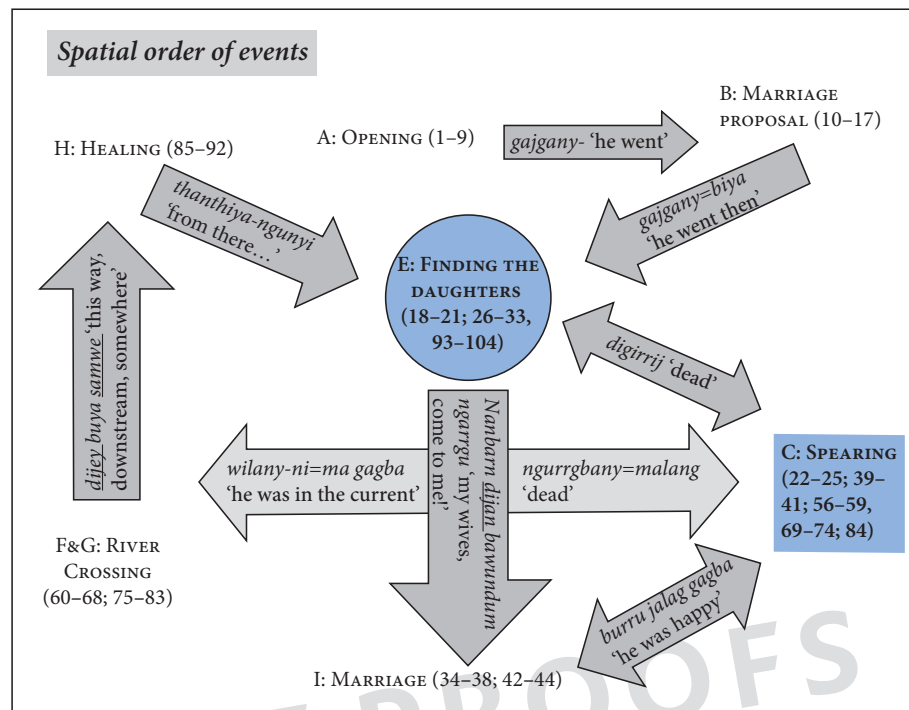 Spatial order of events
A: Opening (1–9)
gajgany- ‘he went’
B: Marriage
proposal (10–17)
gajgany=biya
‘he went then’
H: Healing (85–92)
thanthiya-ngunyi
‘from there…’
E: Finding the
daughters
(18–21; 26–33,
93–104)
digirrij ‘dead’
dijey buya samwe ‘this way,
downstream, somewhere’
Nanbarn dijan bawundum
ngarrgu ‘my wives,
come to me!’
wilany-ni=ma gagba
‘he was in the current’
ngurrgbany=malang
‘dead’
C: Spearing
(22–25; 39–
41; 56–59,
69–74; 84)
F&G: River
Crossing
(60–68; 75–83)
burru jalag gagba
‘he was happy’
I: Marriage (34–38; 42–44)
PROOFS